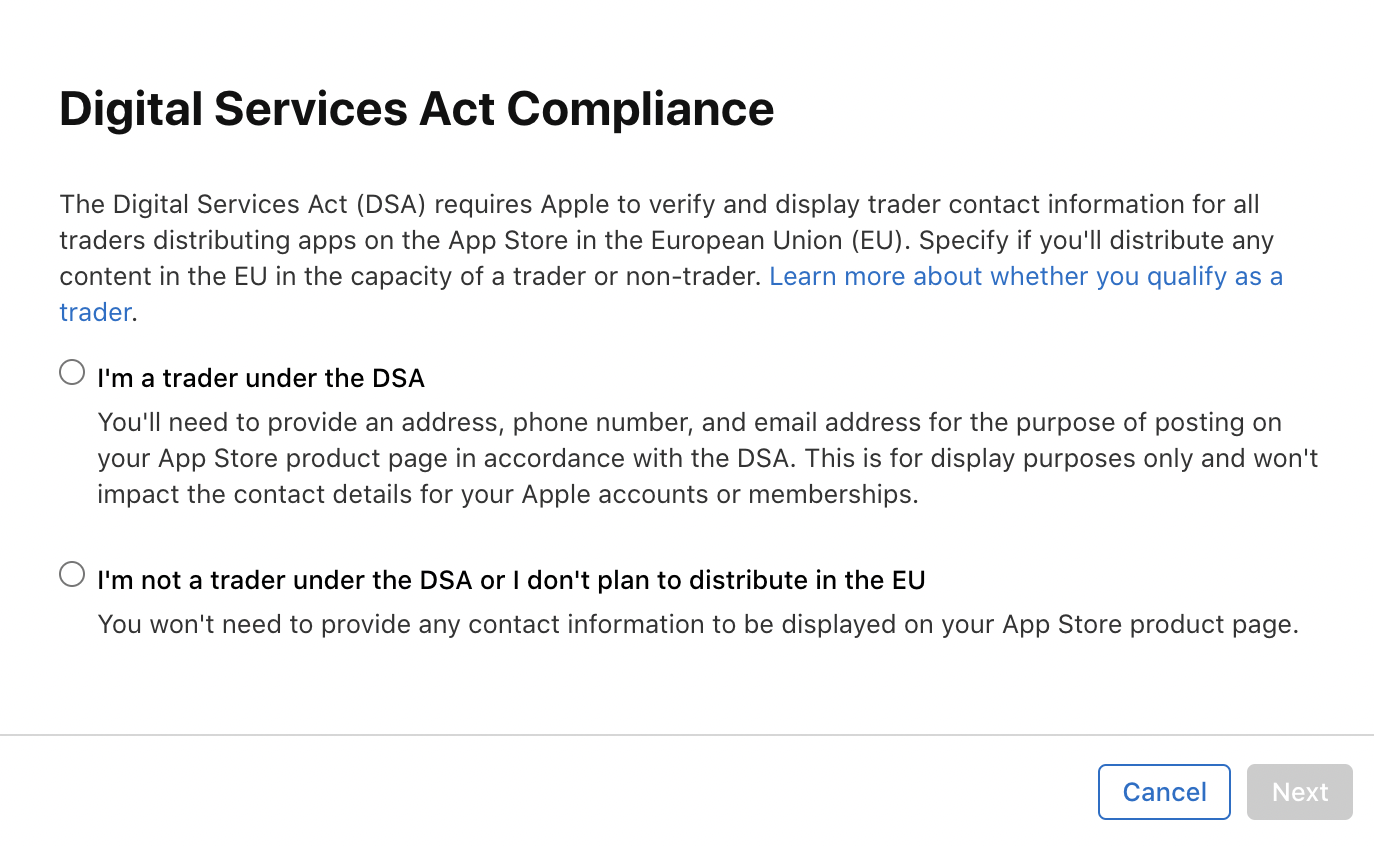 Digital Services Act Compliance
The Digital Services Act (DSA) requires Apple to verify and display trader contact information for all
traders distributing apps on the App Store in the European Union (EU). Specify if you'll distribute any
content in the EU in the capacity of a trader or non-trader. Learn more about whether you qualify as a
trader.
I'm a trader under the DSA
You'll need to provide an address, phone number, and email address for the purpose of posting on
your App Store product page in accordance with the DSA. This is for display purposes only and won't
impact the contact details for your Apple accounts or memberships.
I'm not a trader under the DSA or I don't plan to distribute in the EU
You won't need to provide any contact information to be displayed on your App Store product page.
Cancel Next